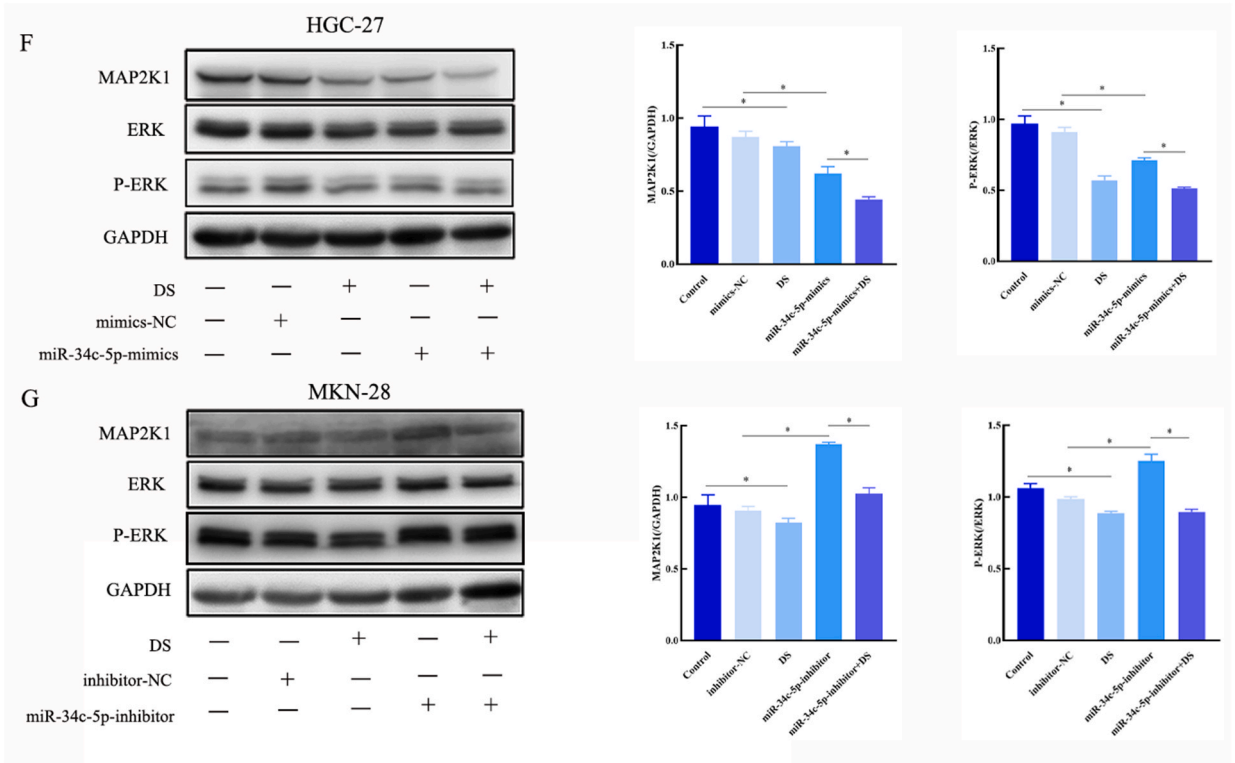 F
HGC-27
MAP2K1
ERK
P-ERK
GAPDH
DS — — + — +
mimics-NC — + — — —
miR-34c-5p-mimics — — — + +
MAP2K1(/GAPDH)
1.5
1.0
0.5
0.0
* * *
Control mimics-NC DS miR-34c-5p-mimics miR-34c-5p-mimics+DS
P-ERK(/ERK)
1.5
1.0
0.5
0.0
* * *
Control mimics-NC DS miR-34c-5p-mimics miR-34c-5p-mimics+DS
G
MKN-28
MAP2K1
ERK
P-ERK
GAPDH
DS — — + — +
inhibitor-NC — + — — —
miR-34c-5p-inhibitor — — — + +
MAP2K1(/GAPDH)
1.5
1.0
0.5
0.0
* * *
Control inhibitor-NC DS miR-34c-5p-inhibitor miR-34c-5p-inhibitor+DS
P-ERK(/ERK)
1.5
1.0
0.5
0.0
* * *
Control inhibitor-NC DS miR-34c-5p-inhibitor miR-34c-5p-inhibitor+DS